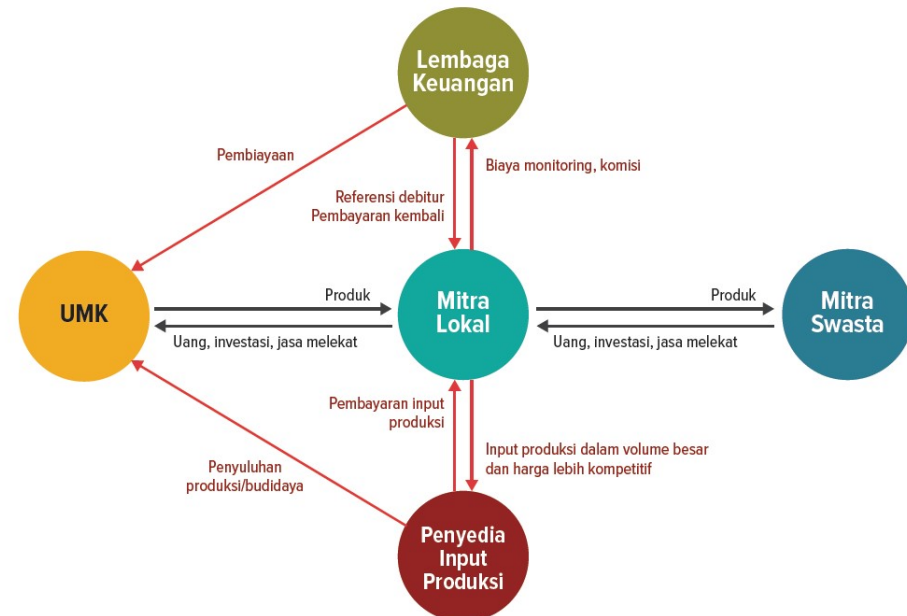 Lembaga
Keuangan
Pembiayaan
Biaya monitoring, komisi
Referensi debitur
Pembayaran kembali
UMK
Produk
Uang, investasi, jasa melekat
Mitra
Lokal
Produk
Uang, investasi, jasa melekat
Mitra
Swasta
Pembayaran input
produksi
Input produksi dalam volume besar
dan harga lebih kompetitif
Penyuluhan
produksi/budidaya
Penyedia
Input
Produksi